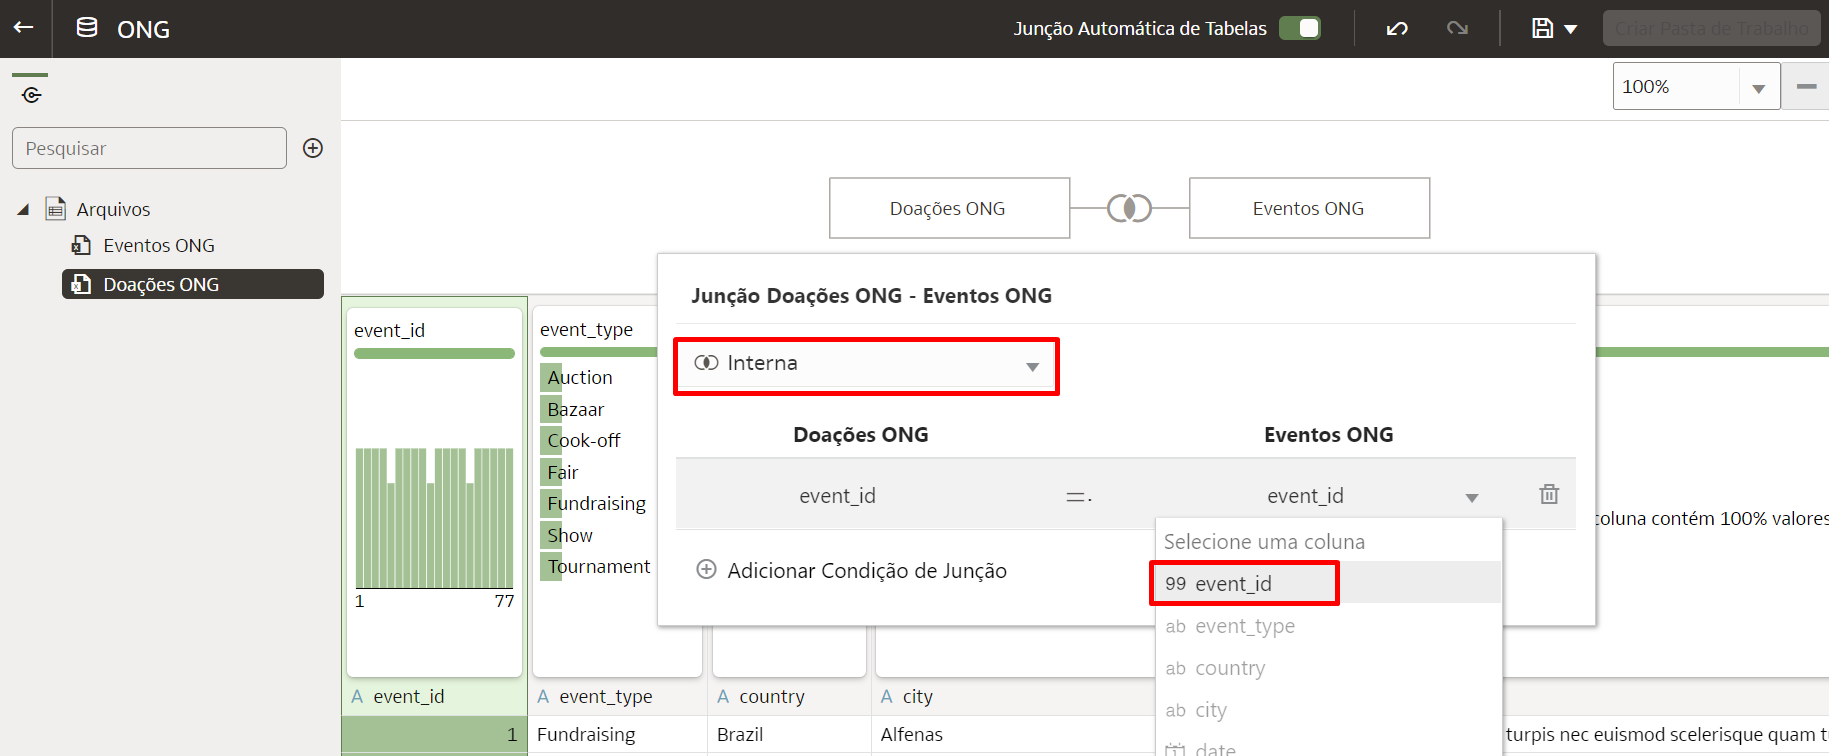 ONG
Junção Automática de Tabelas
Criar Pasta de Trabalho
100%
Pesquisar
Arquivos
Eventos ONG
Doações ONG
Doações ONG
Eventos ONG
Junção Doações ONG - Eventos ONG
Interna
Doações ONG
Eventos ONG
event_id
=.
event_id
Adicionar Condição de Junção
Selecione uma coluna
99 event_id
ab event_type
ab country
ab city
1 date
event_id
1
77
event_type
Auction
Bazaar
Cook-off
Fair
Fundraising
Show
Tournament
coluna contém 100% valores
A event_id
A event_type
A country
A city
1
Fundraising
Brazil
Alfenas
turpis nec euismod scelerisque quam tu